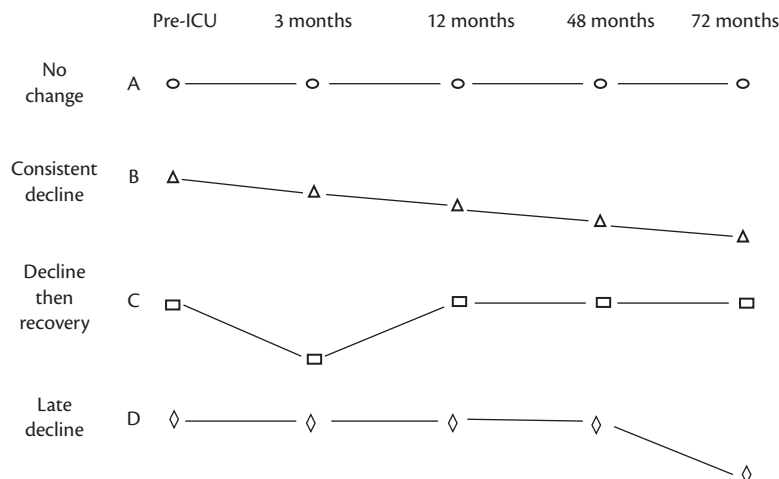 Pre-ICU 3 months 12 months 48 months 72 months
No
change
A
Consistent
decline
B
Decline
then
recovery
C
Late
decline
D